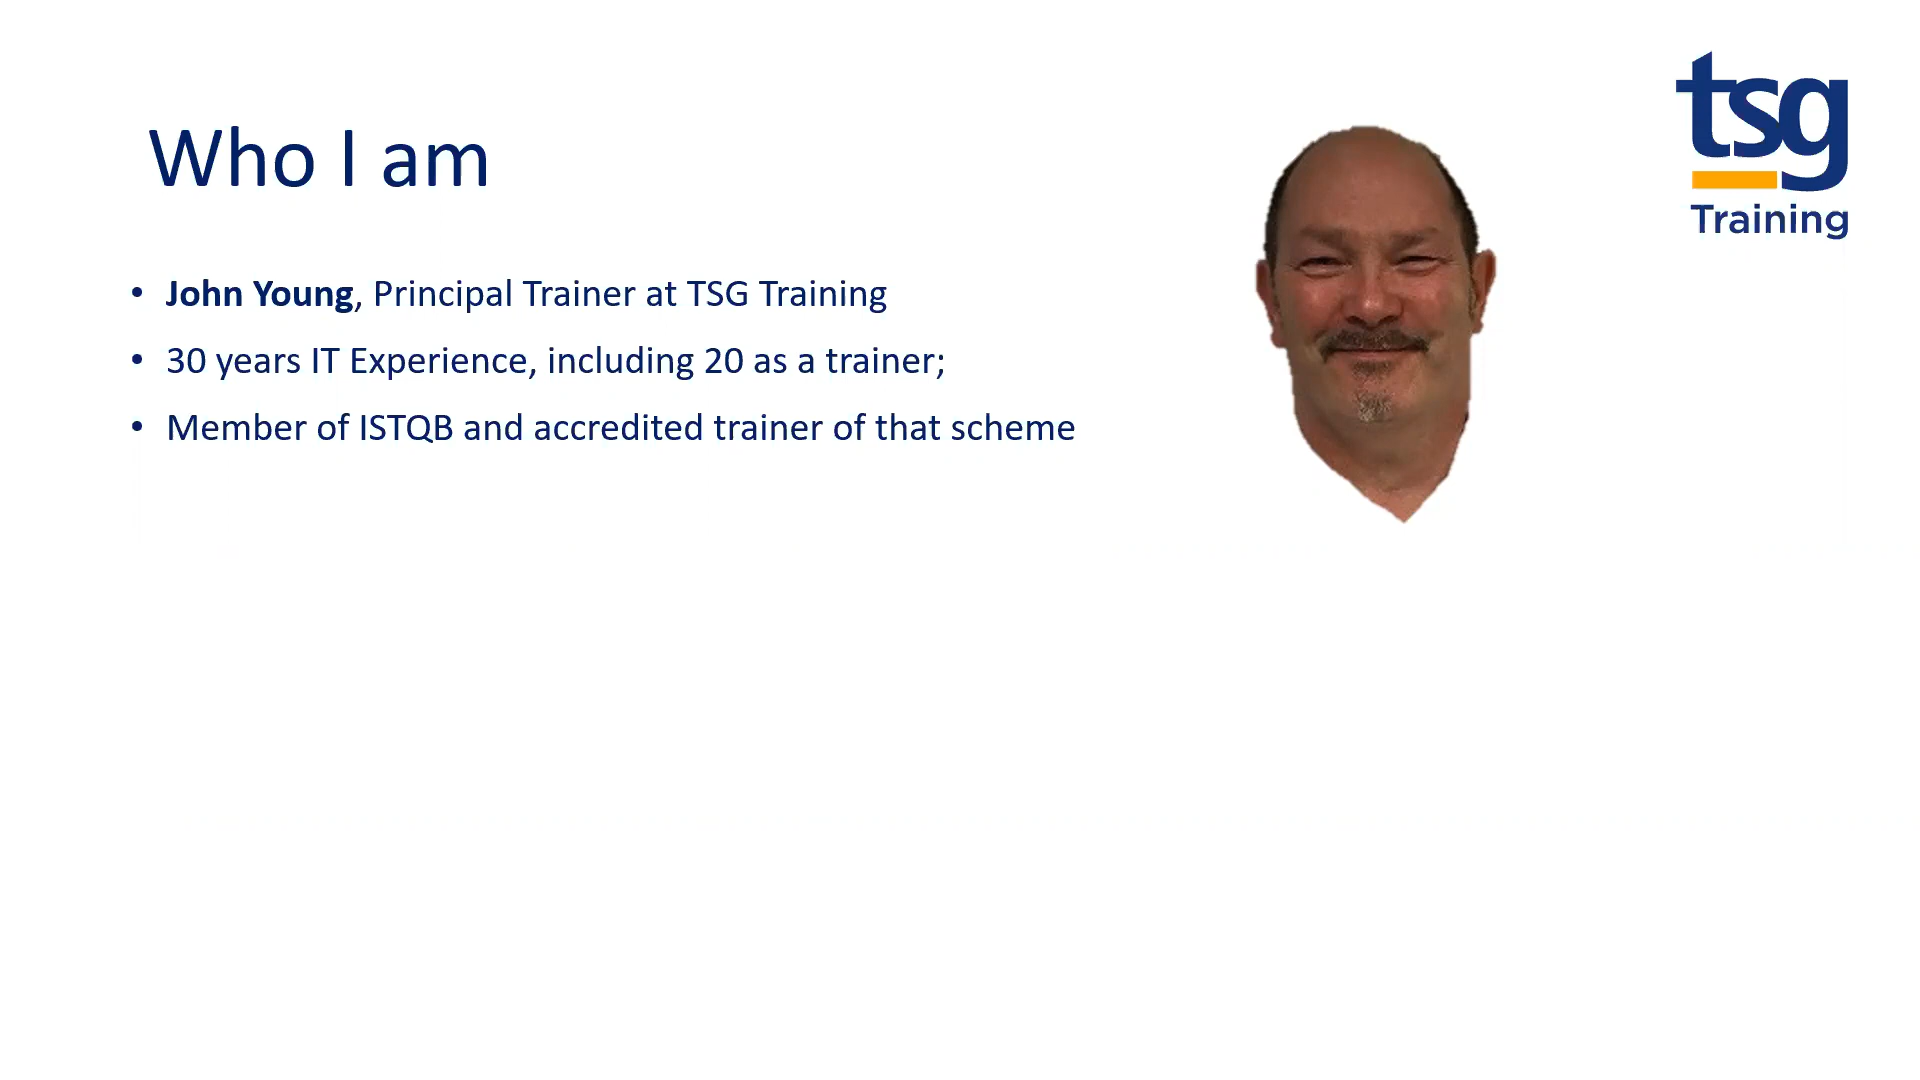 tsg
Training
Who I am
• John Young, Principal Trainer at TSG Training
• 30 years IT Experience, including 20 as a trainer;
• Member of ISTQB and accredited trainer of that scheme